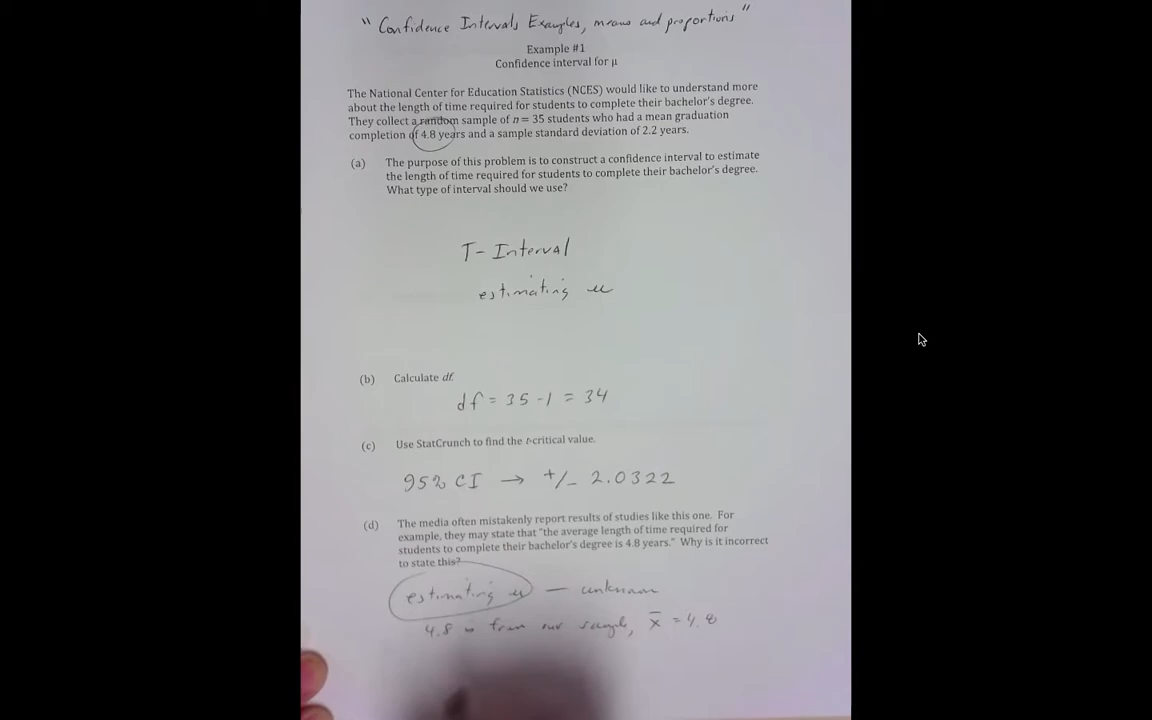 "Confidence Intervals Examples, means and proportions"
Example #1
Confidence interval for μ
The National Center for Education Statistics (NCES) would like to understand more
about the length of time required for students to complete their bachelor's degree.
They collect a random sample of n = 35 students who had a mean graduation
completion of 4.8 years and a sample standard deviation of 2.2 years.
(a) The purpose of this problem is to construct a confidence interval to estimate
the length of time required for students to complete their bachelor's degree.
What type of interval should we use?
T-Interval
estimating μ
(b) Calculate df.
df = 35 - 1 = 34
(c) Use StatCrunch to find the t-critical value.
95% CI → +/- 2.0322
(d) The media often mistakenly report results of studies like this one. For
example, they may state that "the average length of time required for
students to complete their bachelor's degree is 4.8 years." Why is it incorrect
to state this?
estimating μ — unknown
4.8 is from our sample, x̄ = 4.8